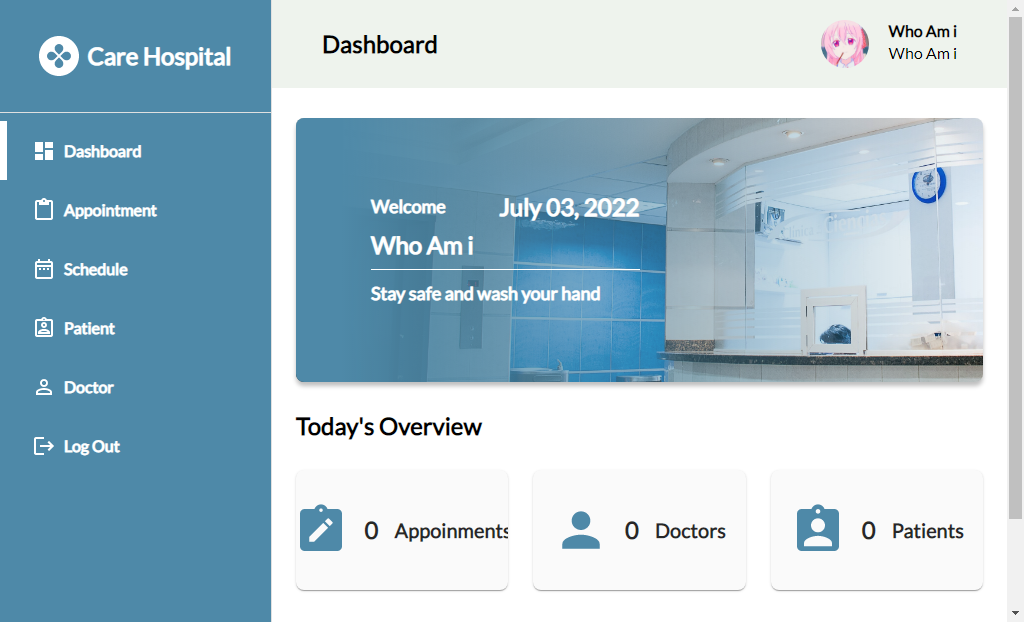 Care Hospital
Dashboard
Appointment
Schedule
Patient
Doctor
Log Out
Dashboard
Who Am i
Who Am i
Welcome July 03, 2022
Who Am i
Stay safe and wash your hand
Today's Overview
0 Appoinments
0 Doctors
0 Patients